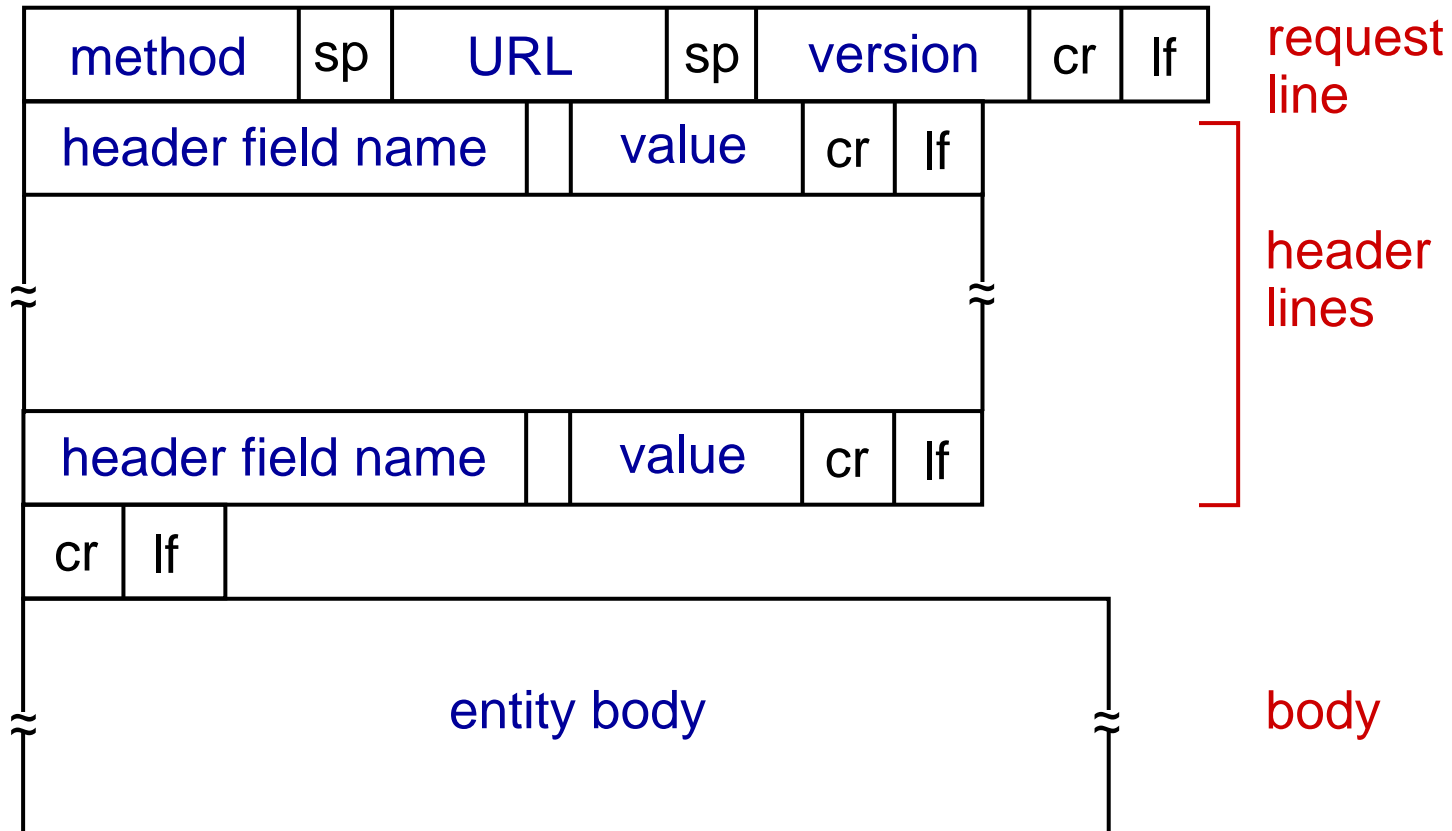 method sp URL sp version cr lf
request
line
header field name value cr lf
header
lines
≈ ≈
header field name value cr lf
cr lf
≈ entity body ≈
body